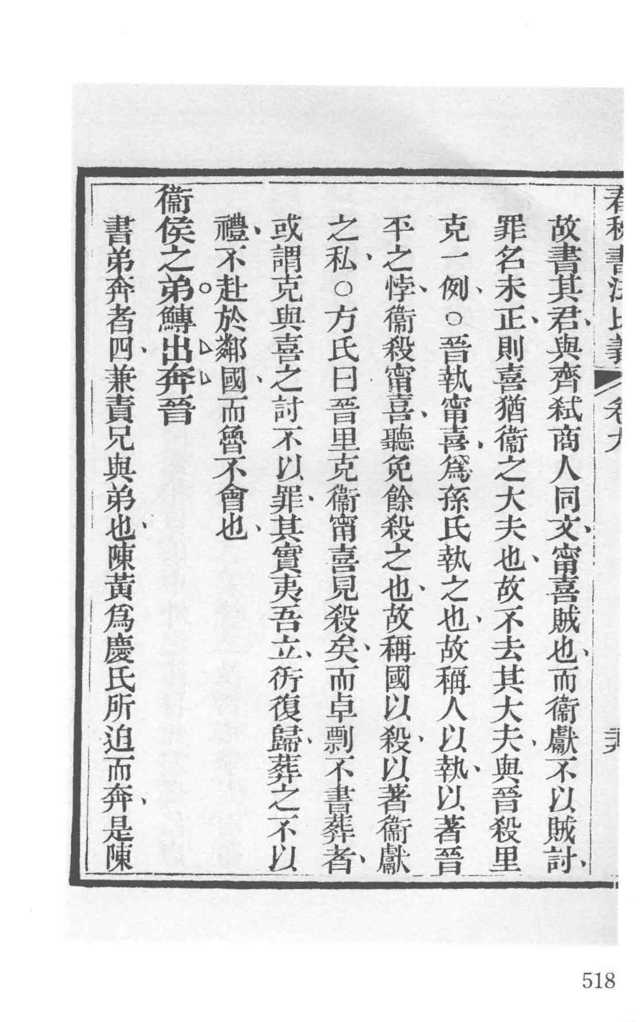 春秋書法比義 卷九
故書其君與齊弒商人同文甯喜賊也而衞獻不以賊討
罪名未正則喜猶衞之大夫也故不去其大夫與晉殺里
克一例○晉執甯喜爲孫氏執之也故稱人以執以著晉
平之悖衞殺甯喜聽免餘殺之也故稱國以殺以著衞獻
之私○方氏曰晉里克衞甯喜見殺矣而卓剽不書葬者
或謂克與喜之討不以罪其實夷吾立衎復歸葬之不以
禮不赴於鄰國而魯不會也
衞侯之弟鱄出奔晉
書弟奔者四兼責兄與弟也陳黃爲慶氏所迫而奔是陳
518